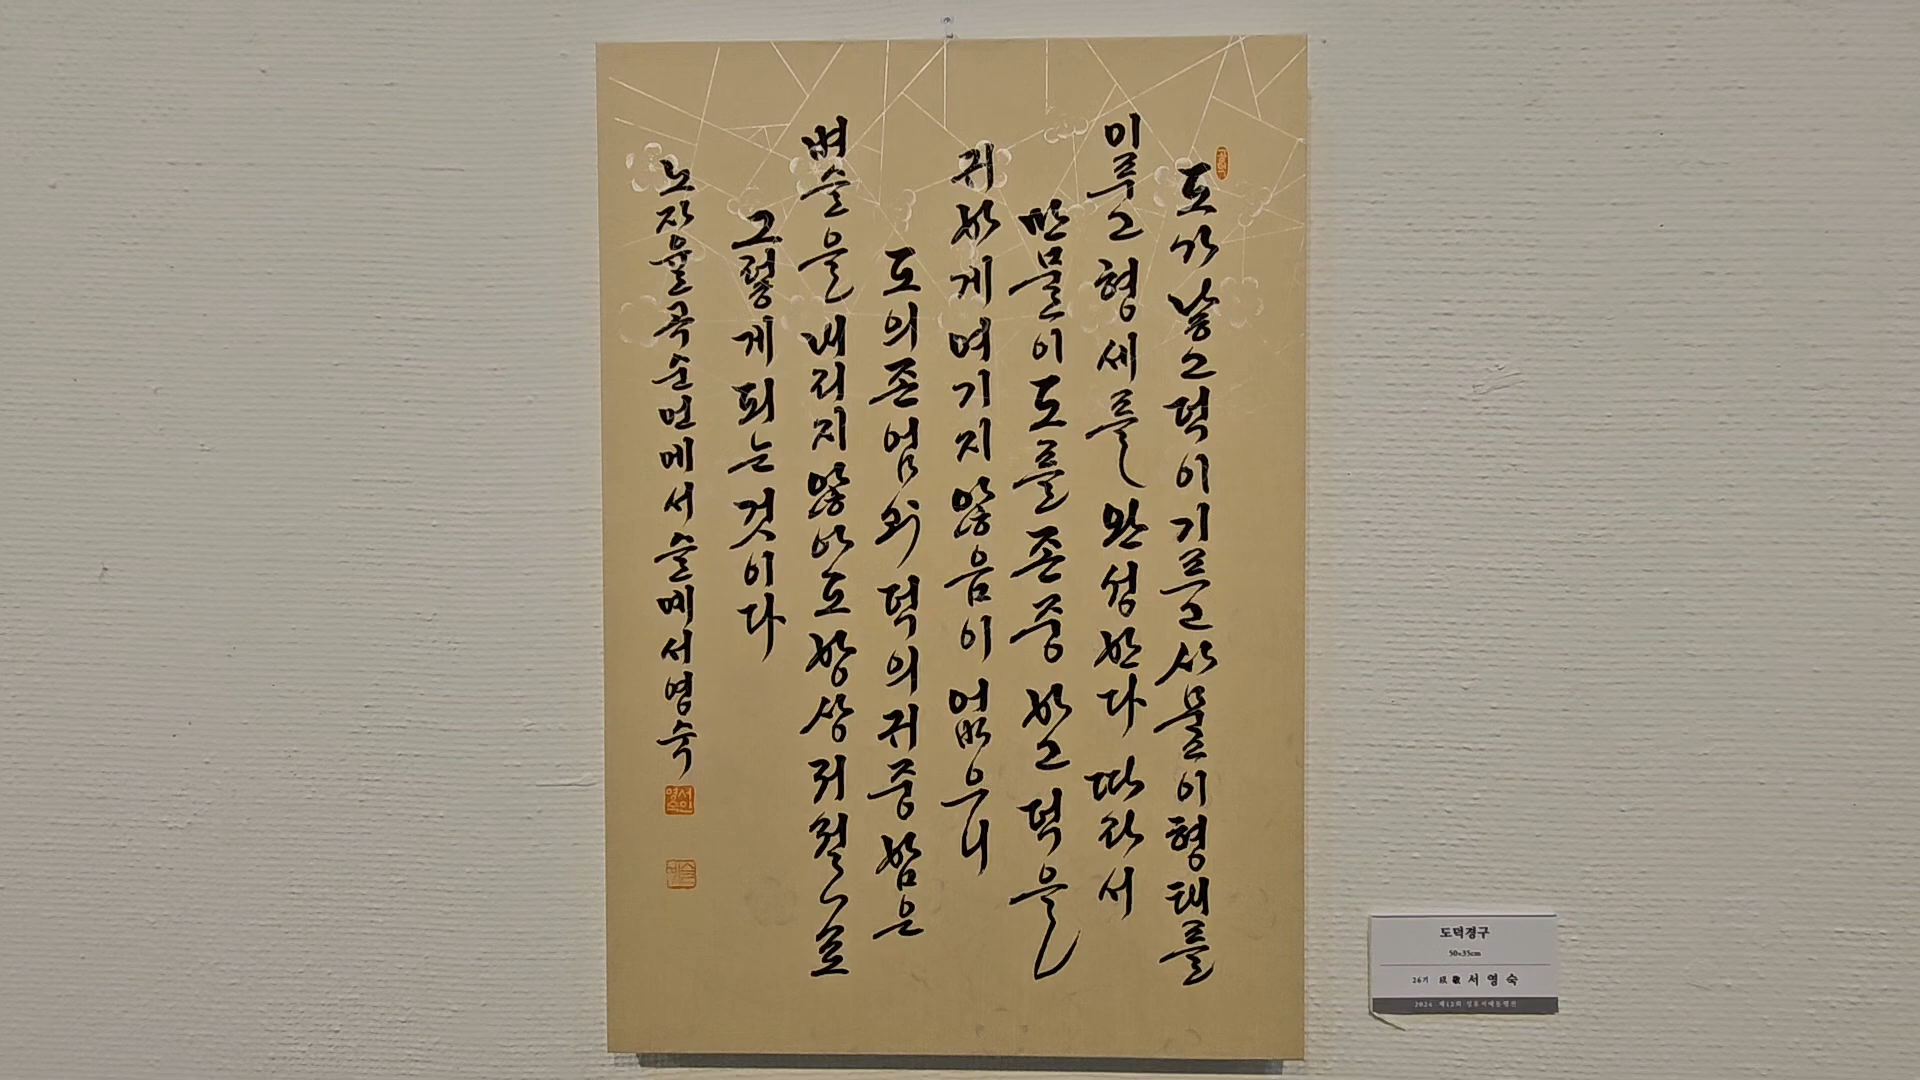 도가 낳고 덕이 기르고 사물이 형태를
이루고 형세를 완성한다 따라서
만물이 도를 존중하고 덕을
귀하게 여기지 않음이 없으니
도의 존엄과 덕의 귀중함은
벼슬을 내리지 않아도 항상 저절로
그렇게 되는 것이다
노자 율곡 순언에서 술메 서영숙
도덕경구
50×35cm
26기 서영숙